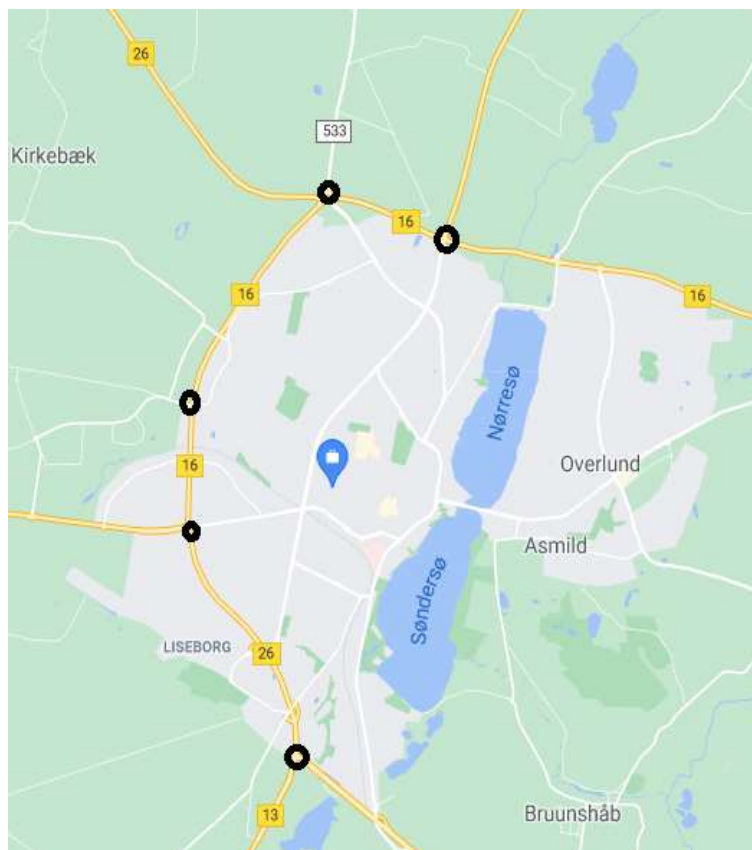 26
533
Kirkebæk
16
16
16
Nørresø
16
Overlund
Asmild
Søndersø
LISEBORG
26
13
Bruunshåb